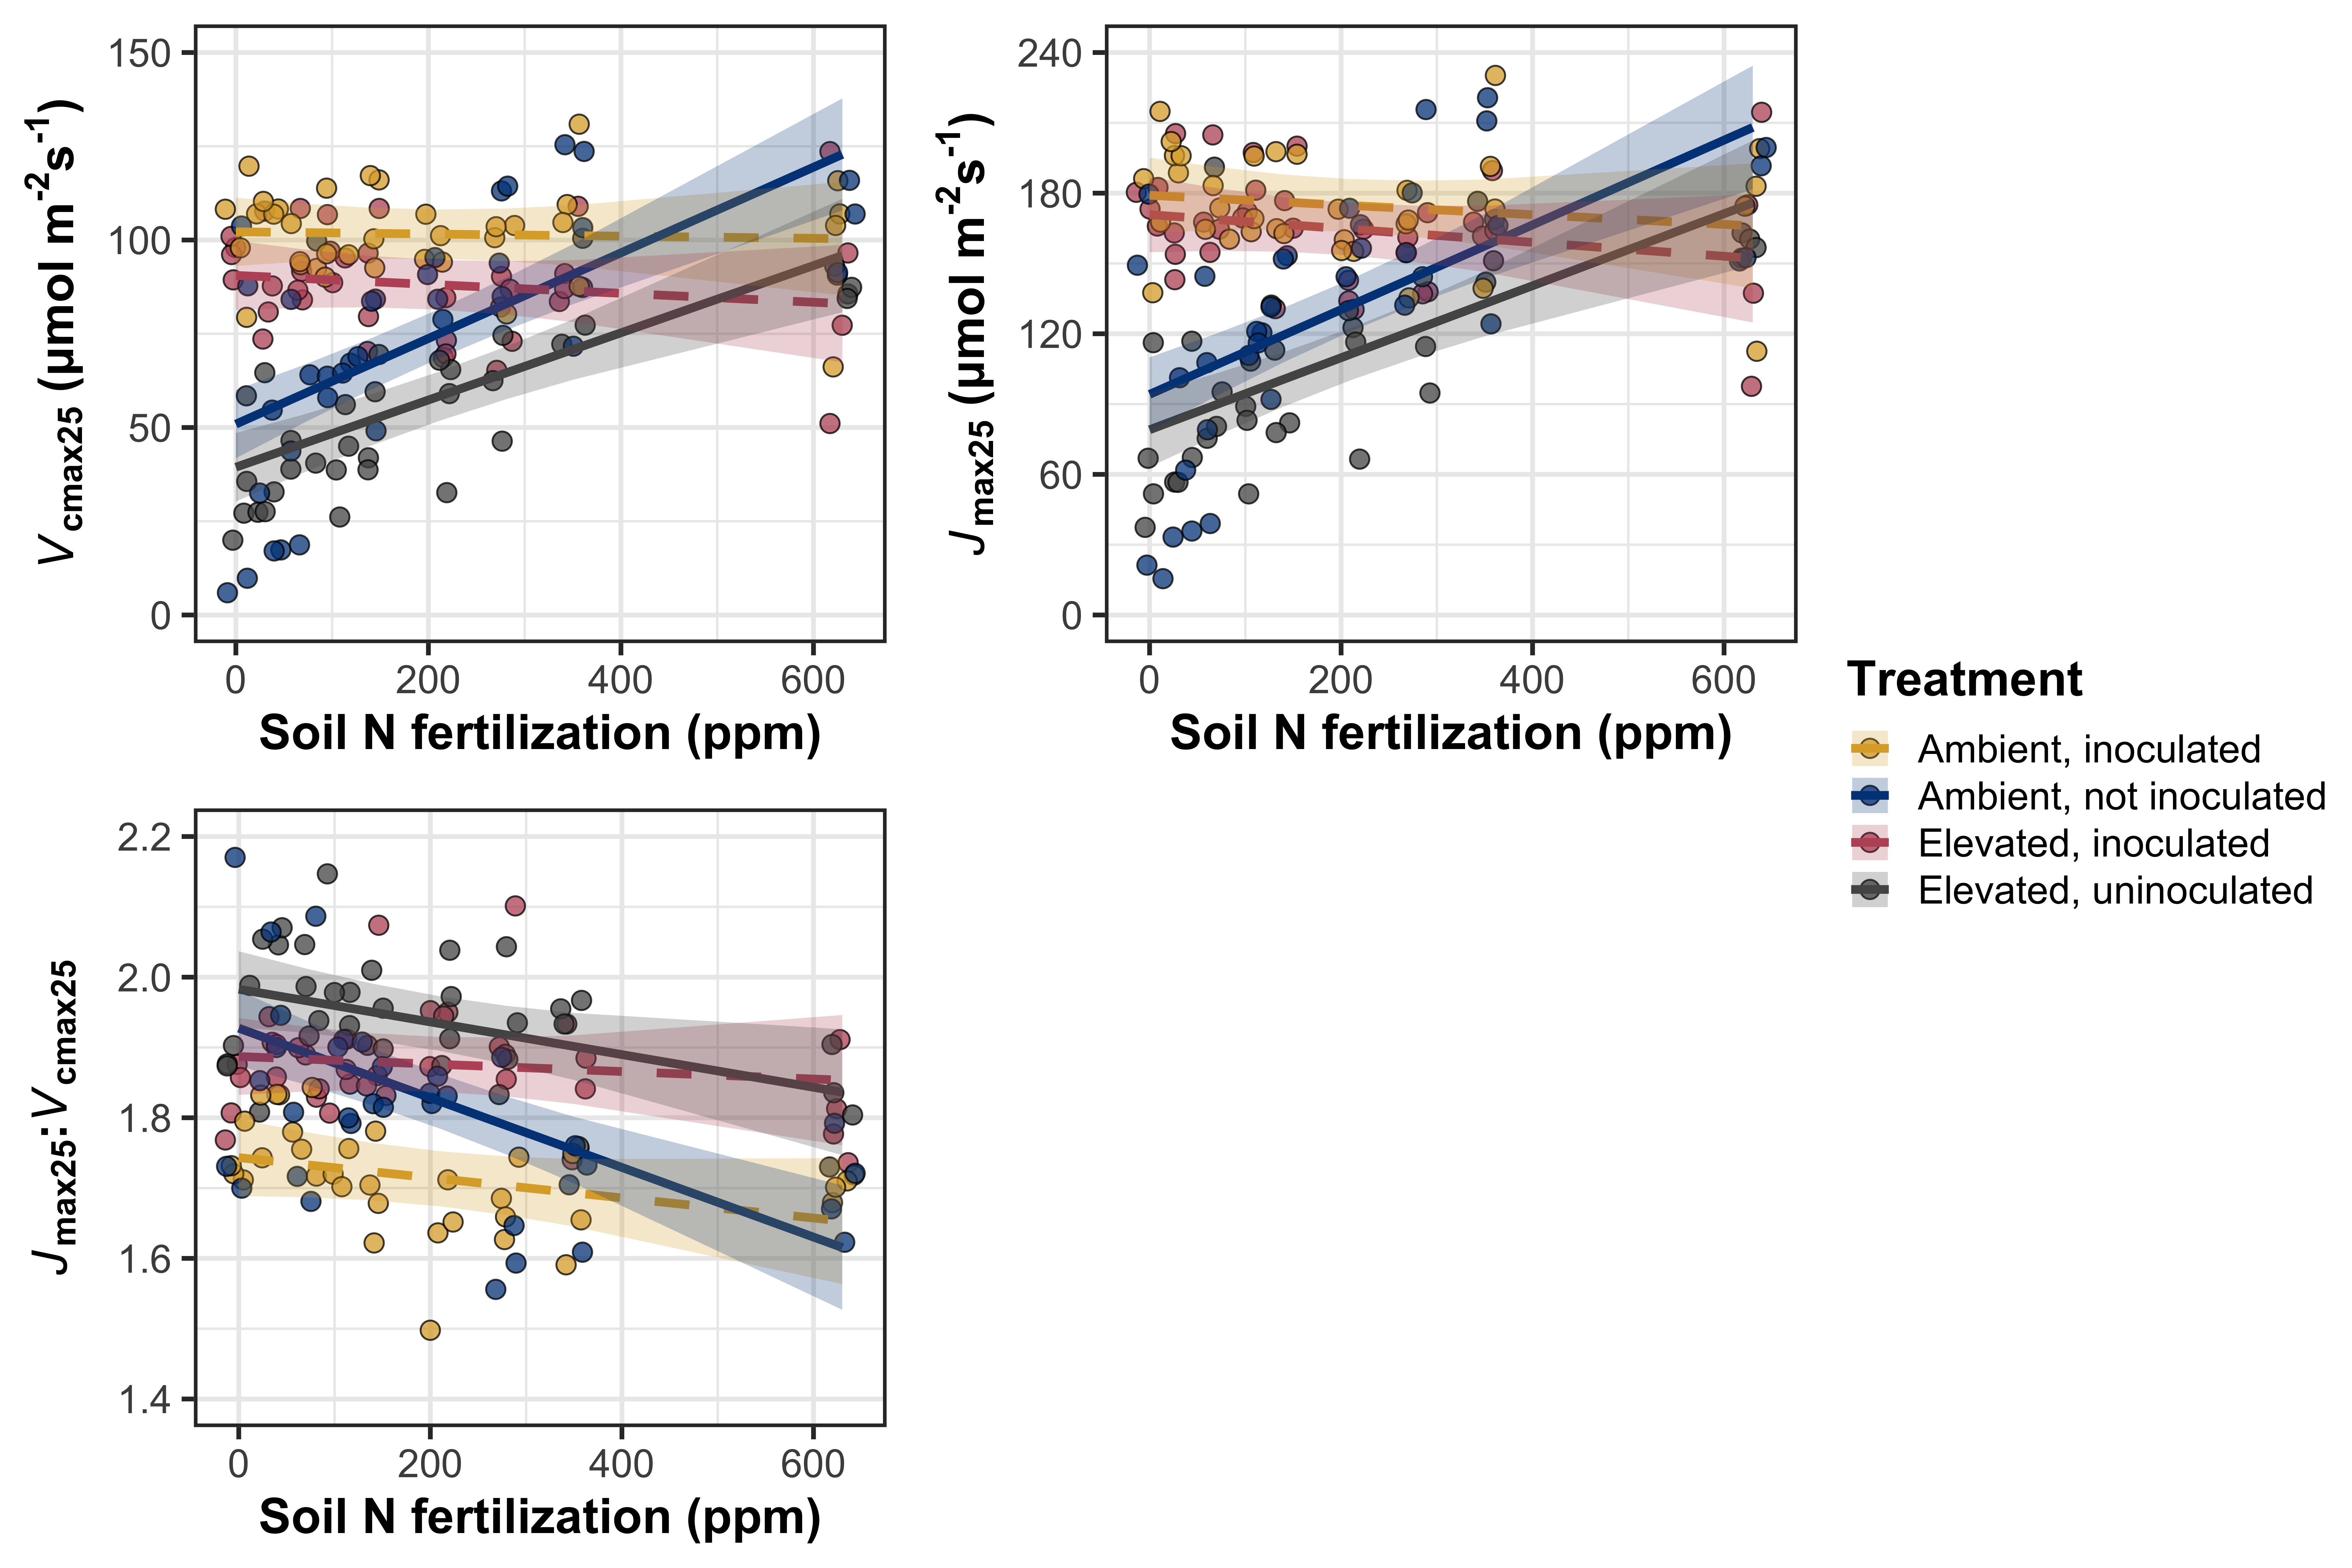 150
100
50
0
Vcmax25 (µmol m-2s-1)
0 200 400 600
Soil N fertilization (ppm)
240
180
120
60
0
Jmax25 (µmol m-2s-1)
0 200 400 600
Soil N fertilization (ppm)
Treatment
Ambient, inoculated
Ambient, not inoculated
Elevated, inoculated
Elevated, uninoculated
2.2
2.0
1.8
1.6
1.4
Jmax25:Vcmax25
0 200 400 600
Soil N fertilization (ppm)